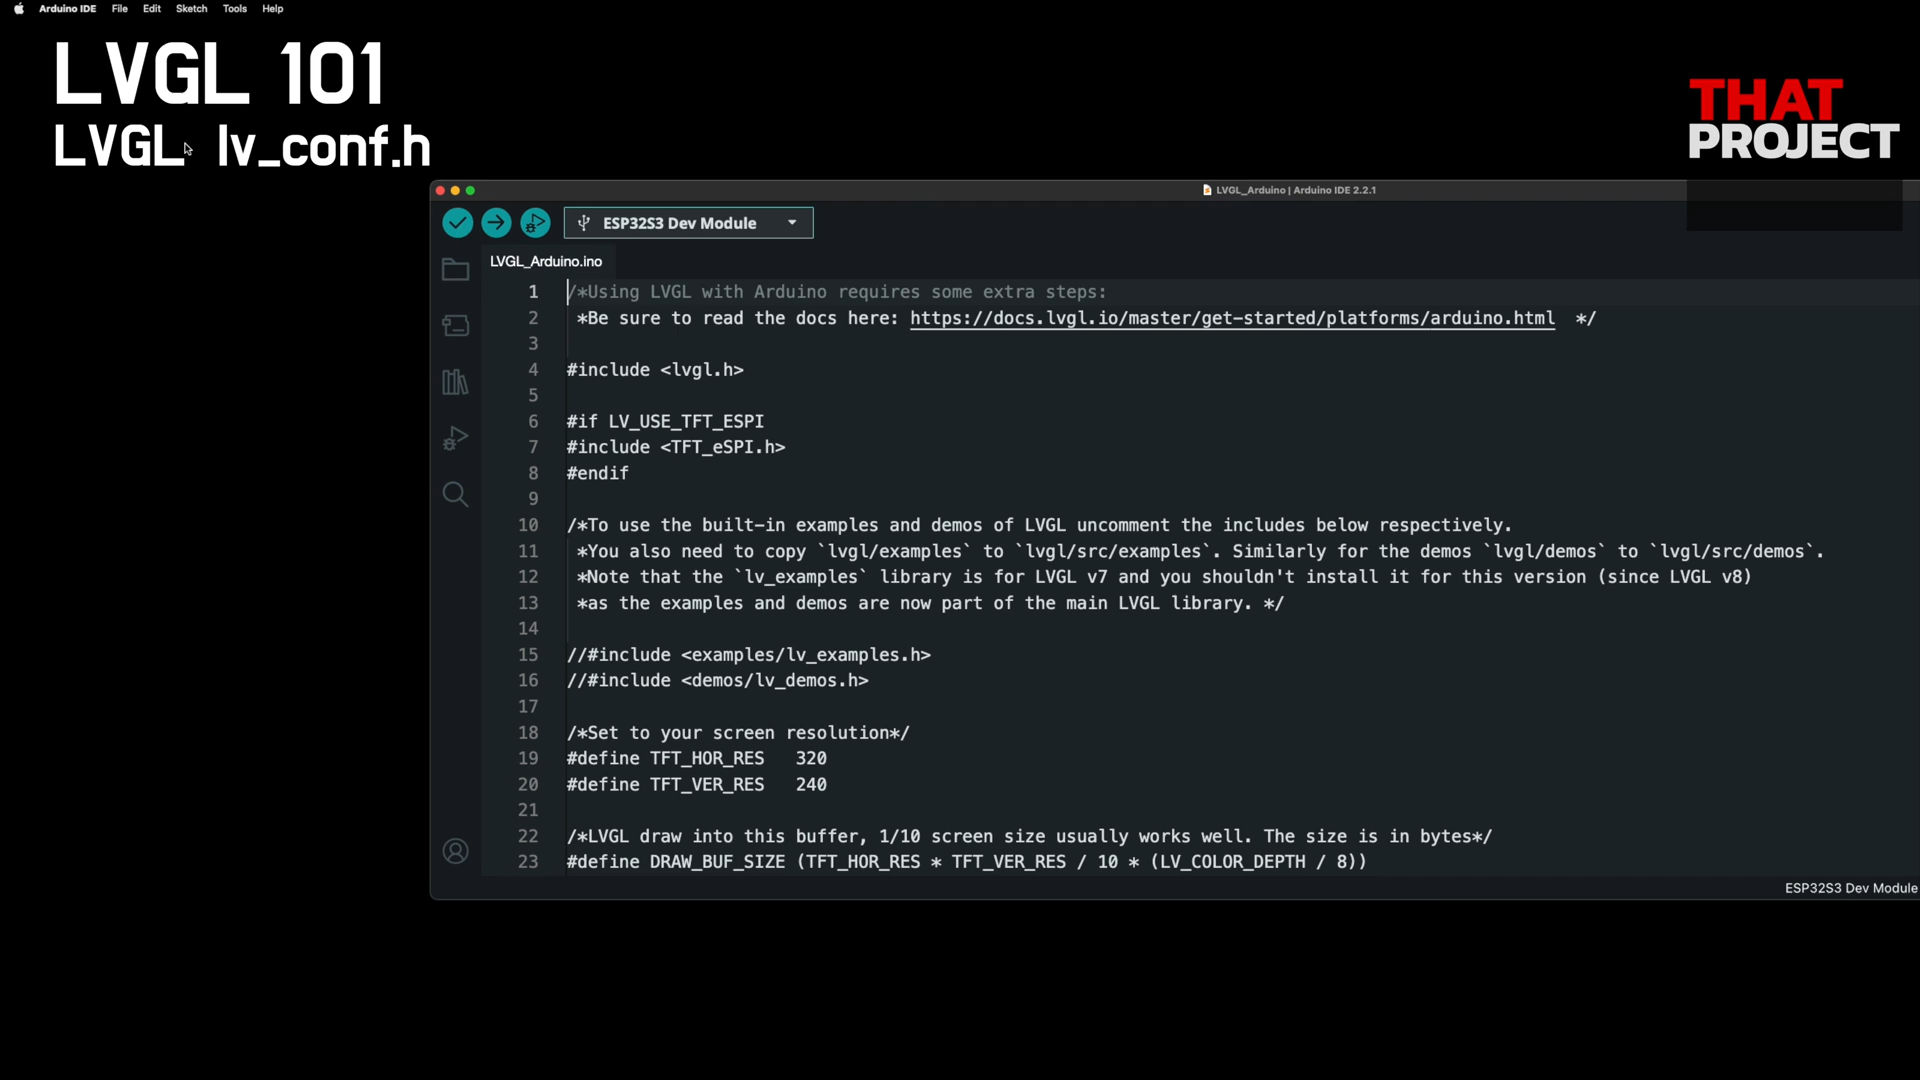 Arduino IDE File Edit Sketch Tools Help
LVGL 101
LVGL lv_conf.h
THAT
PROJECT
LVGL_Arduino | Arduino IDE 2.2.1
ESP32S3 Dev Module
LVGL_Arduino.ino
1 /*Using LVGL with Arduino requires some extra steps:
2 *Be sure to read the docs here: https://docs.lvgl.io/master/get-started/platforms/arduino.html */
3
4 #include <lvgl.h>
5
6 #if LV_USE_TFT_ESPI
7 #include <TFT_eSPI.h>
8 #endif
9
10 /*To use the built-in examples and demos of LVGL uncomment the includes below respectively.
11 *You also need to copy `lvgl/examples` to `lvgl/src/examples`. Similarly for the demos `lvgl/demos` to `lvgl/src/demos`.
12 *Note that the `lv_examples` library is for LVGL v7 and you shouldn't install it for this version (since LVGL v8)
13 *as the examples and demos are now part of the main LVGL library. */
14
15 //#include <examples/lv_examples.h>
16 //#include <demos/lv_demos.h>
17
18 /*Set to your screen resolution*/
19 #define TFT_HOR_RES 320
20 #define TFT_VER_RES 240
21
22 /*LVGL draw into this buffer, 1/10 screen size usually works well. The size is in bytes*/
23 #define DRAW_BUF_SIZE (TFT_HOR_RES * TFT_VER_RES / 10 * (LV_COLOR_DEPTH / 8))
ESP32S3 Dev Module